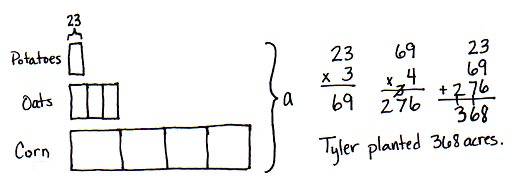 23
Potatoes
Oats
Corn
a
23
x 3
69
69
x 4
276
23
69
+276
368
Tyler planted 368 acres.